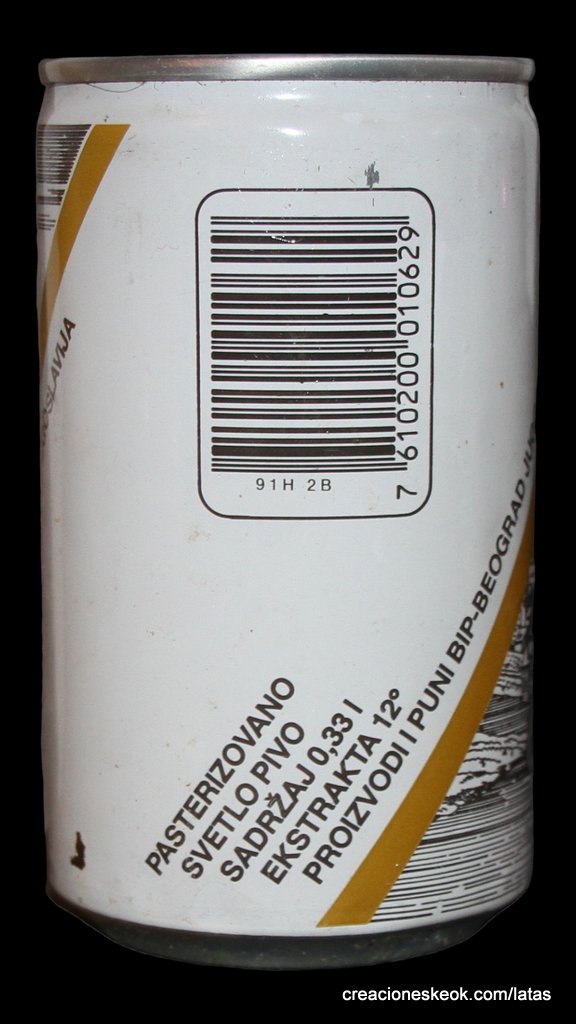 7 610200 010629
91H 2B
PASTERIZOVANO
SVETLO PIVO
SADRŽAJ 0,33 l
EKSTRAKTA 12°
PROIZVODI I PUNI BIP-BEOGRAD
creacioneskeok.com/latas